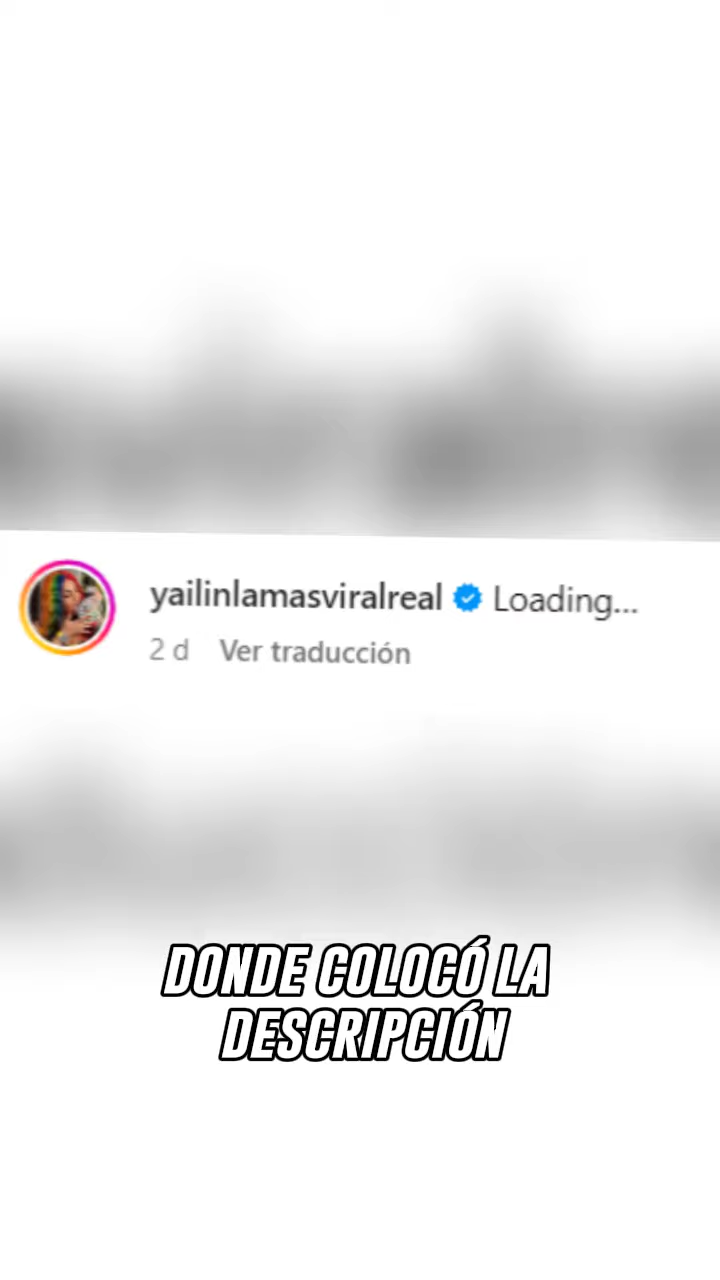 yailinlamasviralreal Loading...
2 d Ver traducción
DONDE COLOCÓ LA
DESCRIPCIÓN